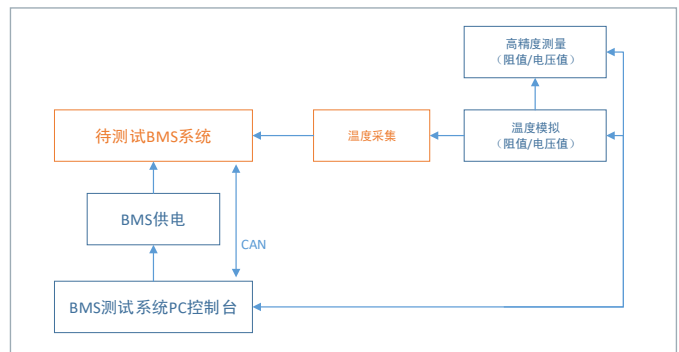 高精度测量
（阻值/电压值）
待测试BMS系统
温度采集
温度模拟
（阻值/电压值）
BMS供电
CAN
BMS测试系统PC控制台